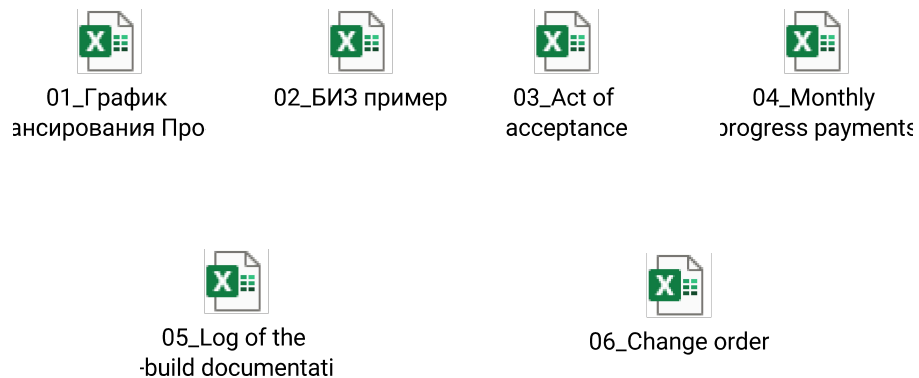 01_График
ансирования Про
02_БИЗ пример
03_Act of
acceptance
04_Monthly
progress payments
05_Log of the
-build documentati
06_Change order